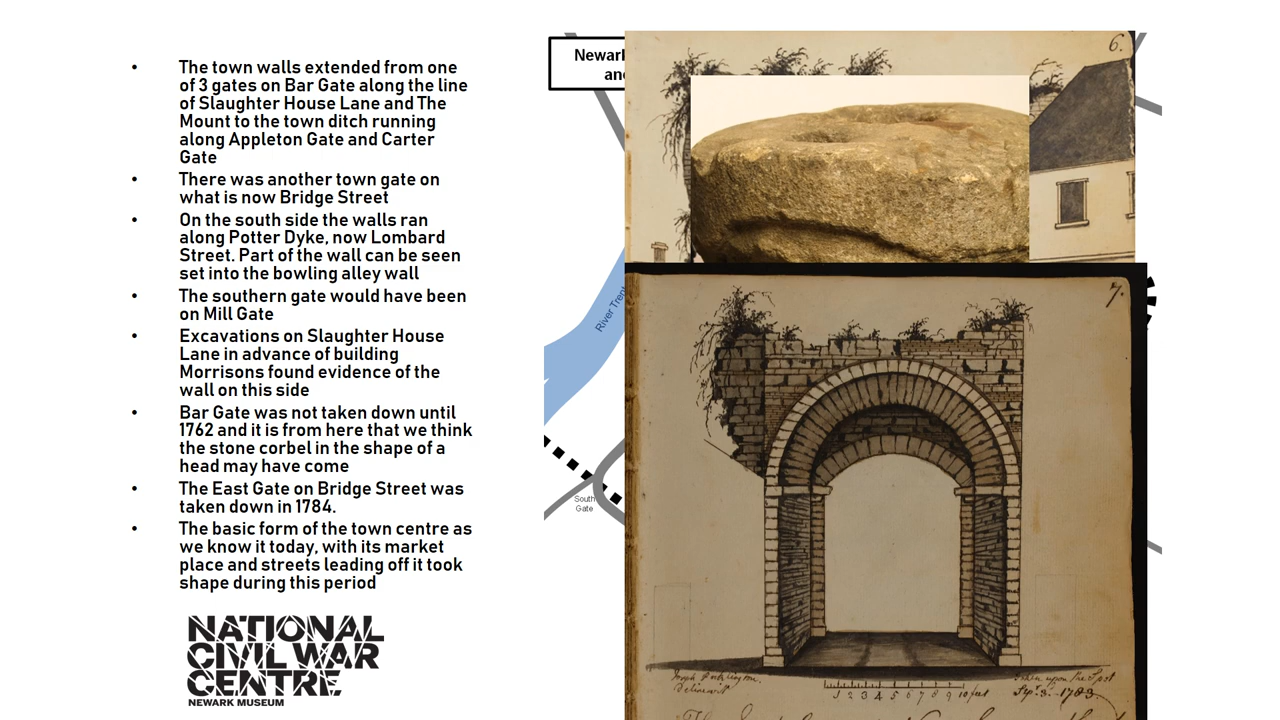 • The town walls extended from one
of 3 gates on Bar Gate along the line
of Slaughter House Lane and The
Mount to the town ditch running
along Appleton Gate and Carter
Gate
• There was another town gate on
what is now Bridge Street
• On the south side the walls ran
along Potter Dyke, now Lombard
Street. Part of the wall can be seen
set into the bowling alley wall
• The southern gate would have been
on Mill Gate
• Excavations on Slaughter House
Lane in advance of building
Morrisons found evidence of the
wall on this side
• Bar Gate was not taken down until
1762 and it is from here that we think
the stone corbel in the shape of a
head may have come
• The East Gate on Bridge Street was
taken down in 1784.
• The basic form of the town centre as
we know it today, with its market
place and streets leading off it took
shape during this period
NATIONAL
CIVIL WAR
CENTRE
NEWARK MUSEUM
Newark
an
River Trent
South
Gate
6.
7.
1 2 3 4 5 6 7 8 9 10 feet
Taken upon the Spot
Sep. 3. 1783.